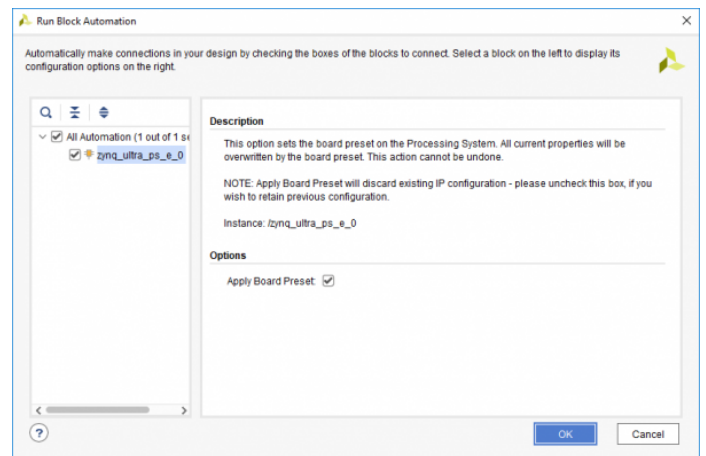 Run Block Automation
Automatically make connections in your design by checking the boxes of the blocks to connect. Select a block on the left to display its
configuration options on the right.
All Automation (1 out of 1 se
zynq_ultra_ps_e_0
Description
This option sets the board preset on the Processing System. All current properties will be
overwritten by the board preset. This action cannot be undone.
NOTE: Apply Board Preset will discard existing IP configuration - please uncheck this box, if you
wish to retain previous configuration.
Instance: /zynq_ultra_ps_e_0
Options
Apply Board Preset:
?
OK
Cancel